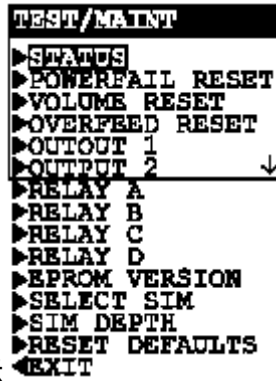 TEST/MAINT
▶STATUS
▶POWERFAIL RESET
▶VOLUME RESET
▶OVERFEED RESET
▶OUTOUT 1
▶OUTPUT 2 ↓
▶RELAY A
▶RELAY B
▶RELAY C
▶RELAY D
▶EPROM VERSION
▶SELECT SIM
▶SIM DEPTH
▶RESET DEFAULTS
◀EXIT